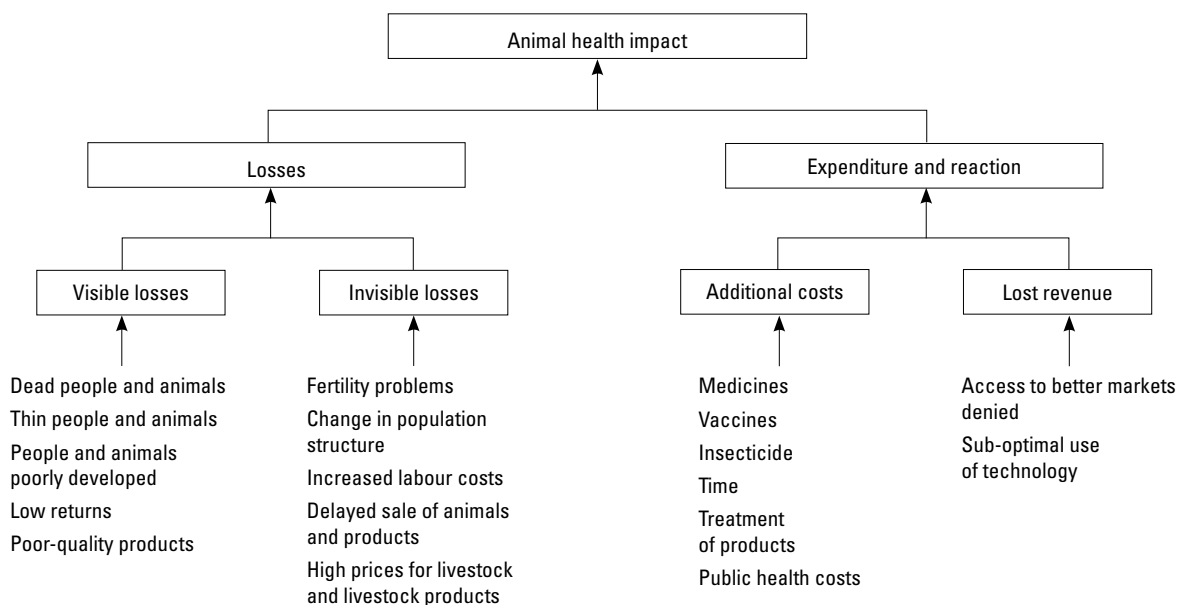 Animal health impact
Losses
Expenditure and reaction
Visible losses
Invisible losses
Additional costs
Lost revenue
Dead people and animals
Thin people and animals
People and animals
poorly developed
Low returns
Poor-quality products
Fertility problems
Change in population
structure
Increased labour costs
Delayed sale of animals
and products
High prices for livestock
and livestock products
Medicines
Vaccines
Insecticide
Time
Treatment
of products
Public health costs
Access to better markets
denied
Sub-optimal use
of technology